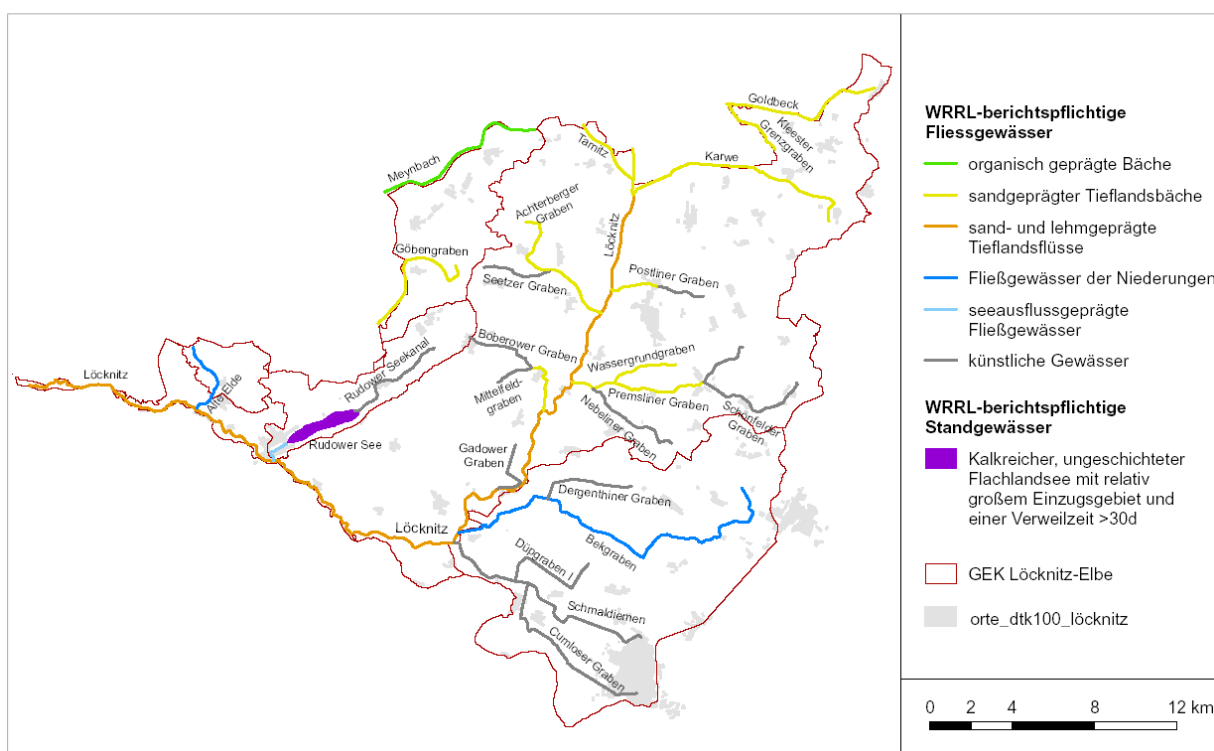 Goldbeck
Kleester
Grenzgraben
Tarnitz
Karwe
Meynbach
Achterberger
Graben
Löcknitz
Göbengraben
Seetzer Graben
Postliner Graben
Boberower Graben
Wassergrundgraben
Löcknitz
Alte Elde
Rudower Seekanal
Mittelfeld-
graben
Premsliner Graben
Nebeliner Graben
Schönfelder
Graben
Rudower See
Gadower
Graben
Dergenthiner Graben
Löcknitz
Bekgraben
Düpgraben I
Schmaldiemen
Cumloser Graben
WRRL-berichtspflichtige
Fliessgewässer
organisch geprägte Bäche
sandgeprägter Tieflandsbäche
sand- und lehmgeprägte
Tieflandsflüsse
Fließgewässer der Niederungen
seeausflussgeprägte
Fließgewässer
künstliche Gewässer
WRRL-berichtspflichtige
Standgewässer
Kalkreicher, ungeschichteter
Flachlandsee mit relativ
großem Einzugsgebiet und
einer Verweilzeit >30d
GEK Löcknitz-Elbe
orte_dtk100_löcknitz
0 2 4 8 12 km